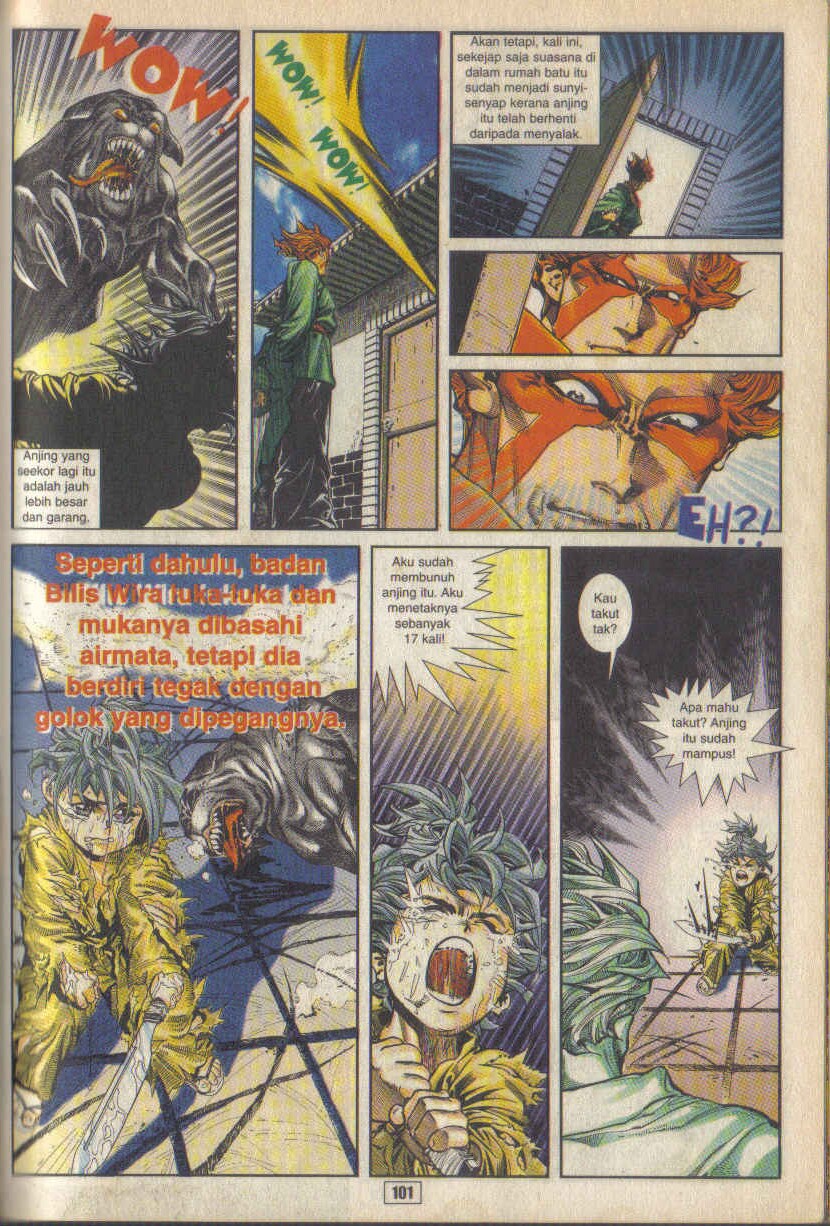 WOW!
Anjing yang
seekor lagi itu
adalah jauh
lebih besar
dan garang.
WOW!
WOW!
Akan tetapi, kali ini,
sekejap saja suasana di
dalam rumah batu itu
sudah menjadi sunyi-
senyap kerana anjing
itu telah berhenti
daripada menyalak.
EH?!
Seperti dahulu, badan
Bilis Wira luka-luka dan
mukanya dibasahi
airmata, tetapi dia
berdiri tegak dengan
golok yang dipegangnya.
Aku sudah
membunuh
anjing itu. Aku
menetaknya
sebanyak
17 kali!
Kau
takut
tak?
Apa mahu
takut? Anjing
itu sudah
mampus!
101